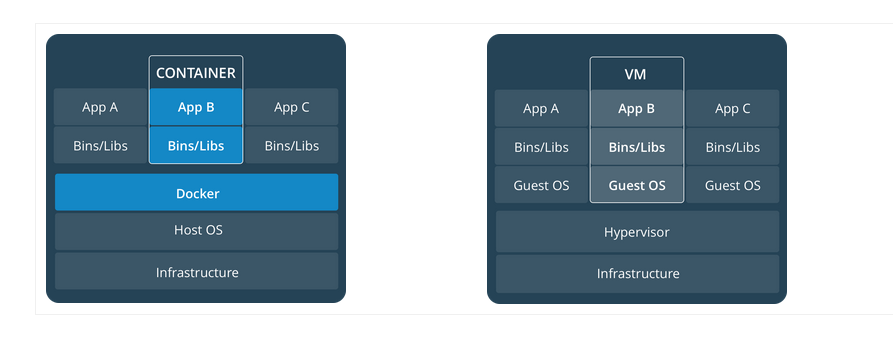 CONTAINER
App A App B App C
Bins/Libs Bins/Libs Bins/Libs
Docker
Host OS
Infrastructure
VM
App A App B App C
Bins/Libs Bins/Libs Bins/Libs
Guest OS Guest OS Guest OS
Hypervisor
Infrastructure